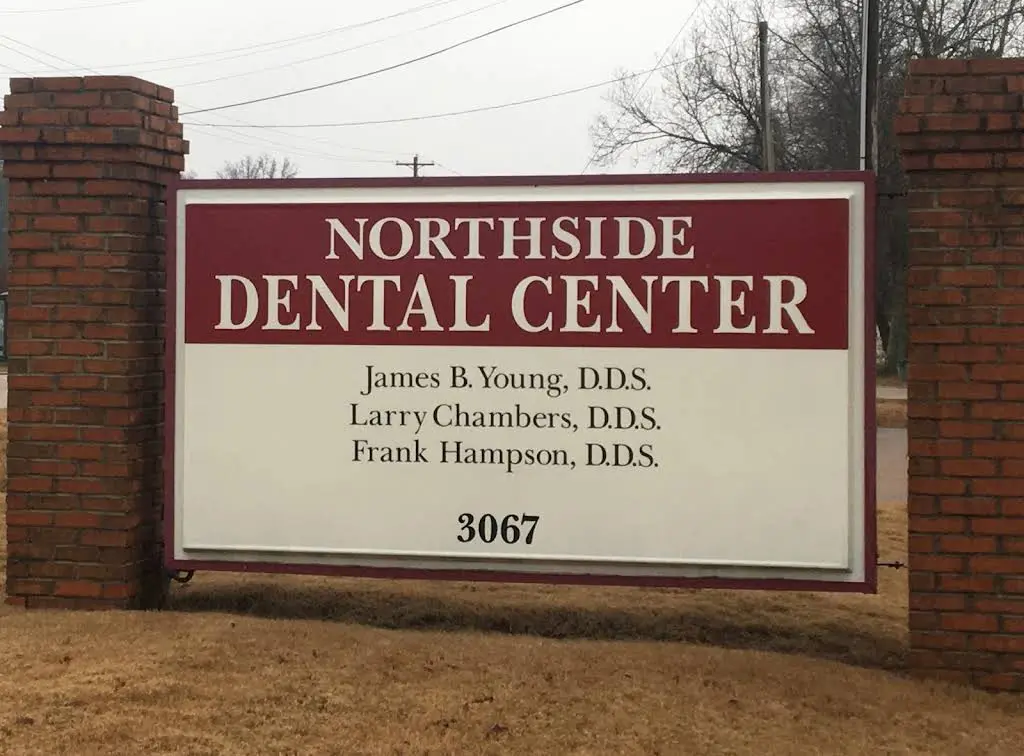 NORTHSIDE
DENTAL CENTER
James B. Young, D.D.S.
Larry Chambers, D.D.S.
Frank Hampson, D.D.S.
3067